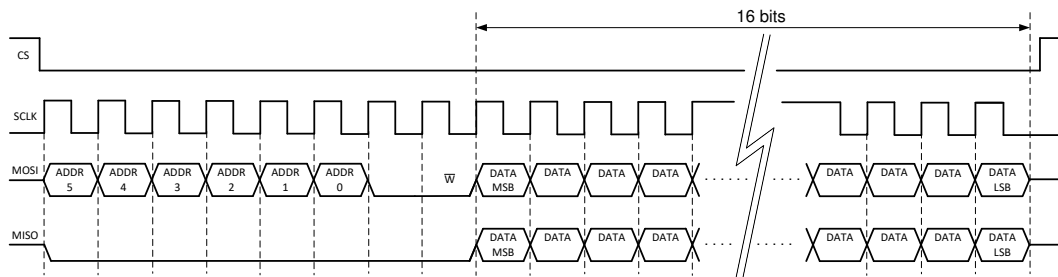 16 bits
CS
SCLK
MOSI ADDR 5 ADDR 4 ADDR 3 ADDR 2 ADDR 1 ADDR 0 W̅ DATA MSB DATA DATA DATA DATA DATA DATA DATA LSB
MISO DATA MSB DATA DATA DATA DATA DATA DATA DATA LSB